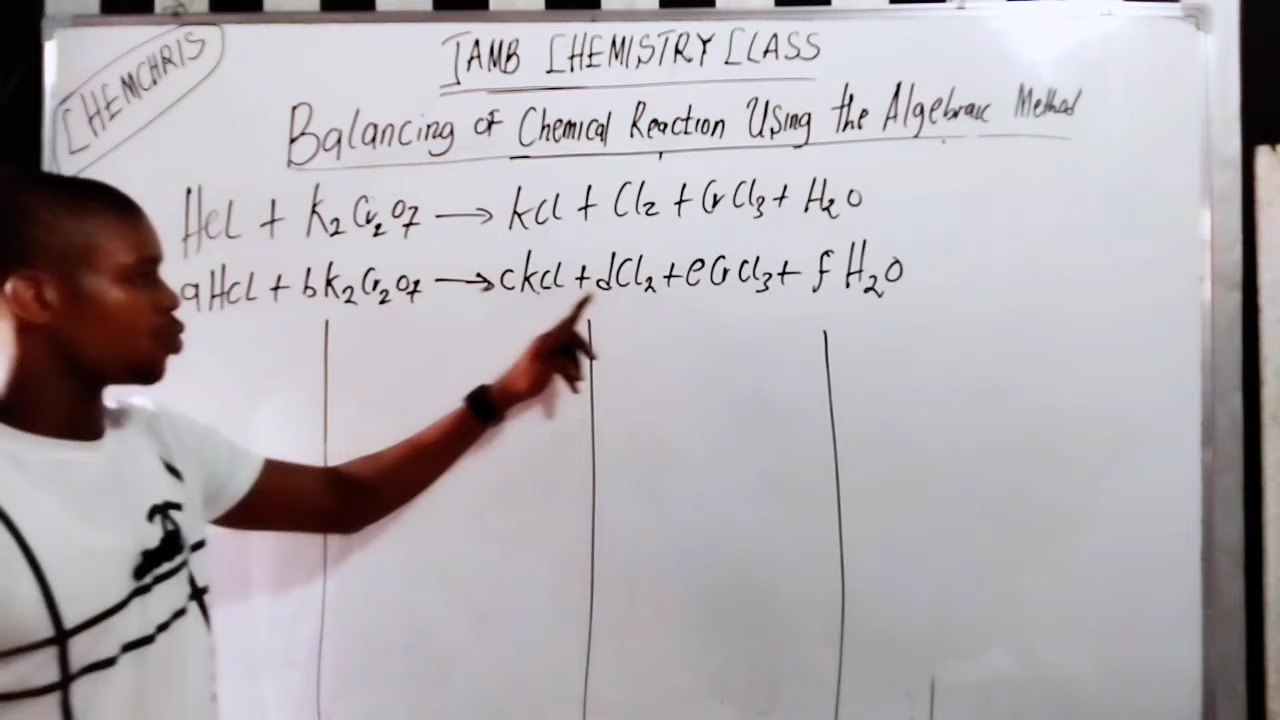 CHEMCHRIS
JAMB CHEMISTRY CLASS
Balancing of Chemical Reaction Using the Algebraic Method
HCl + K₂Cr₂O₇ → KCl + Cl₂ + CrCl₃ + H₂O
aHCl + bK₂Cr₂O₇ → cKCl + dCl₂ + eCrCl₃ + fH₂O